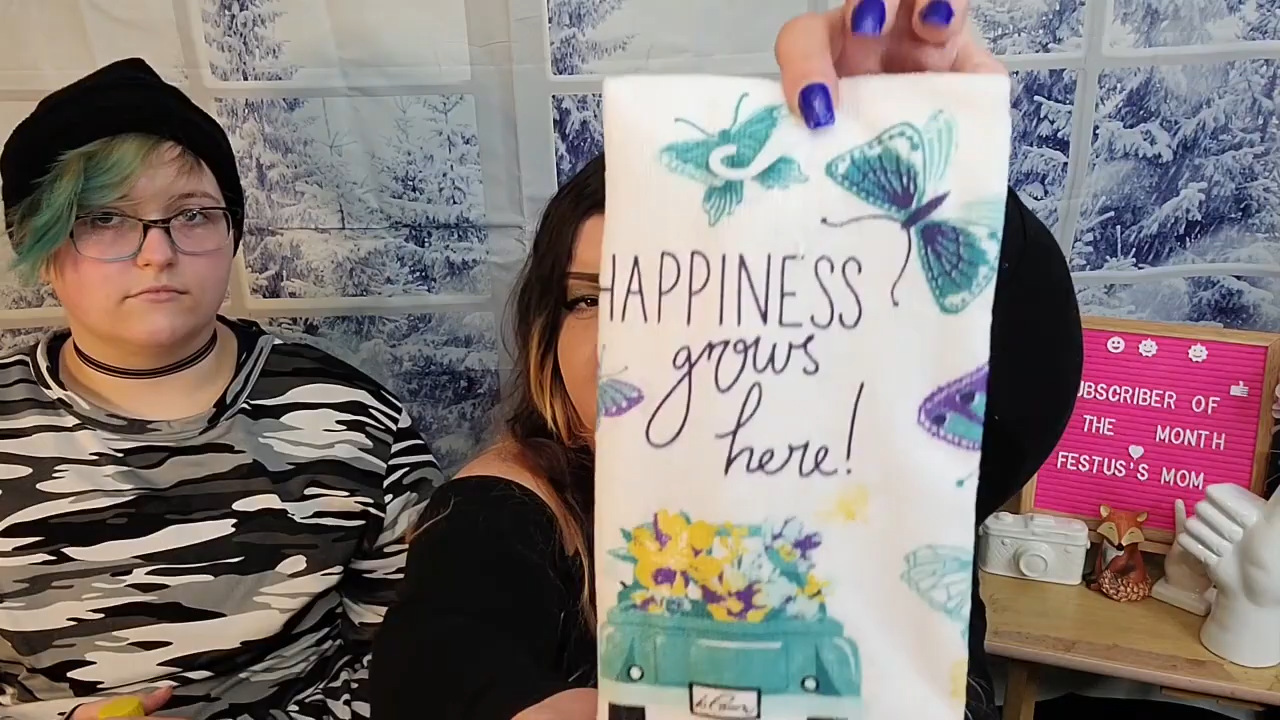 HAPPINESS
grows
here!
UBSCRIBER OF
THE MONTH
FESTUS'S MOM